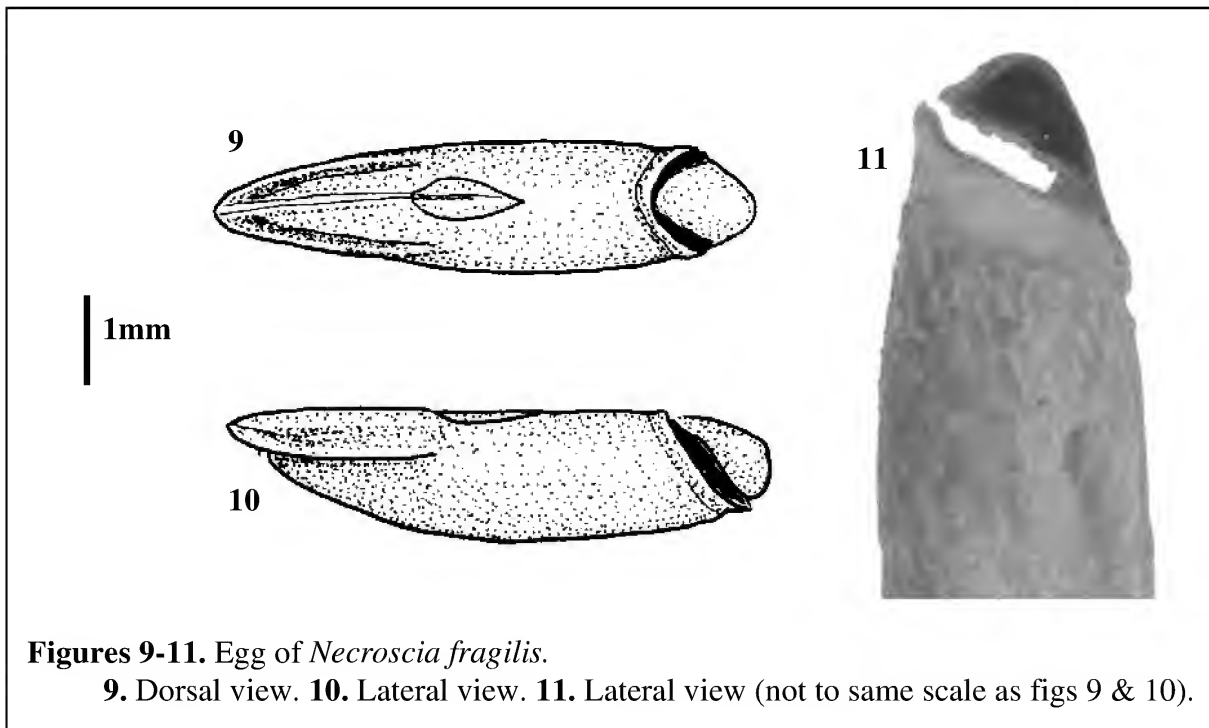 9
11
1mm
10
Figures 9-11. Egg of Necroscia fragilis.
9. Dorsal view. 10. Lateral view. 11. Lateral view (not to same scale as figs 9 & 10).